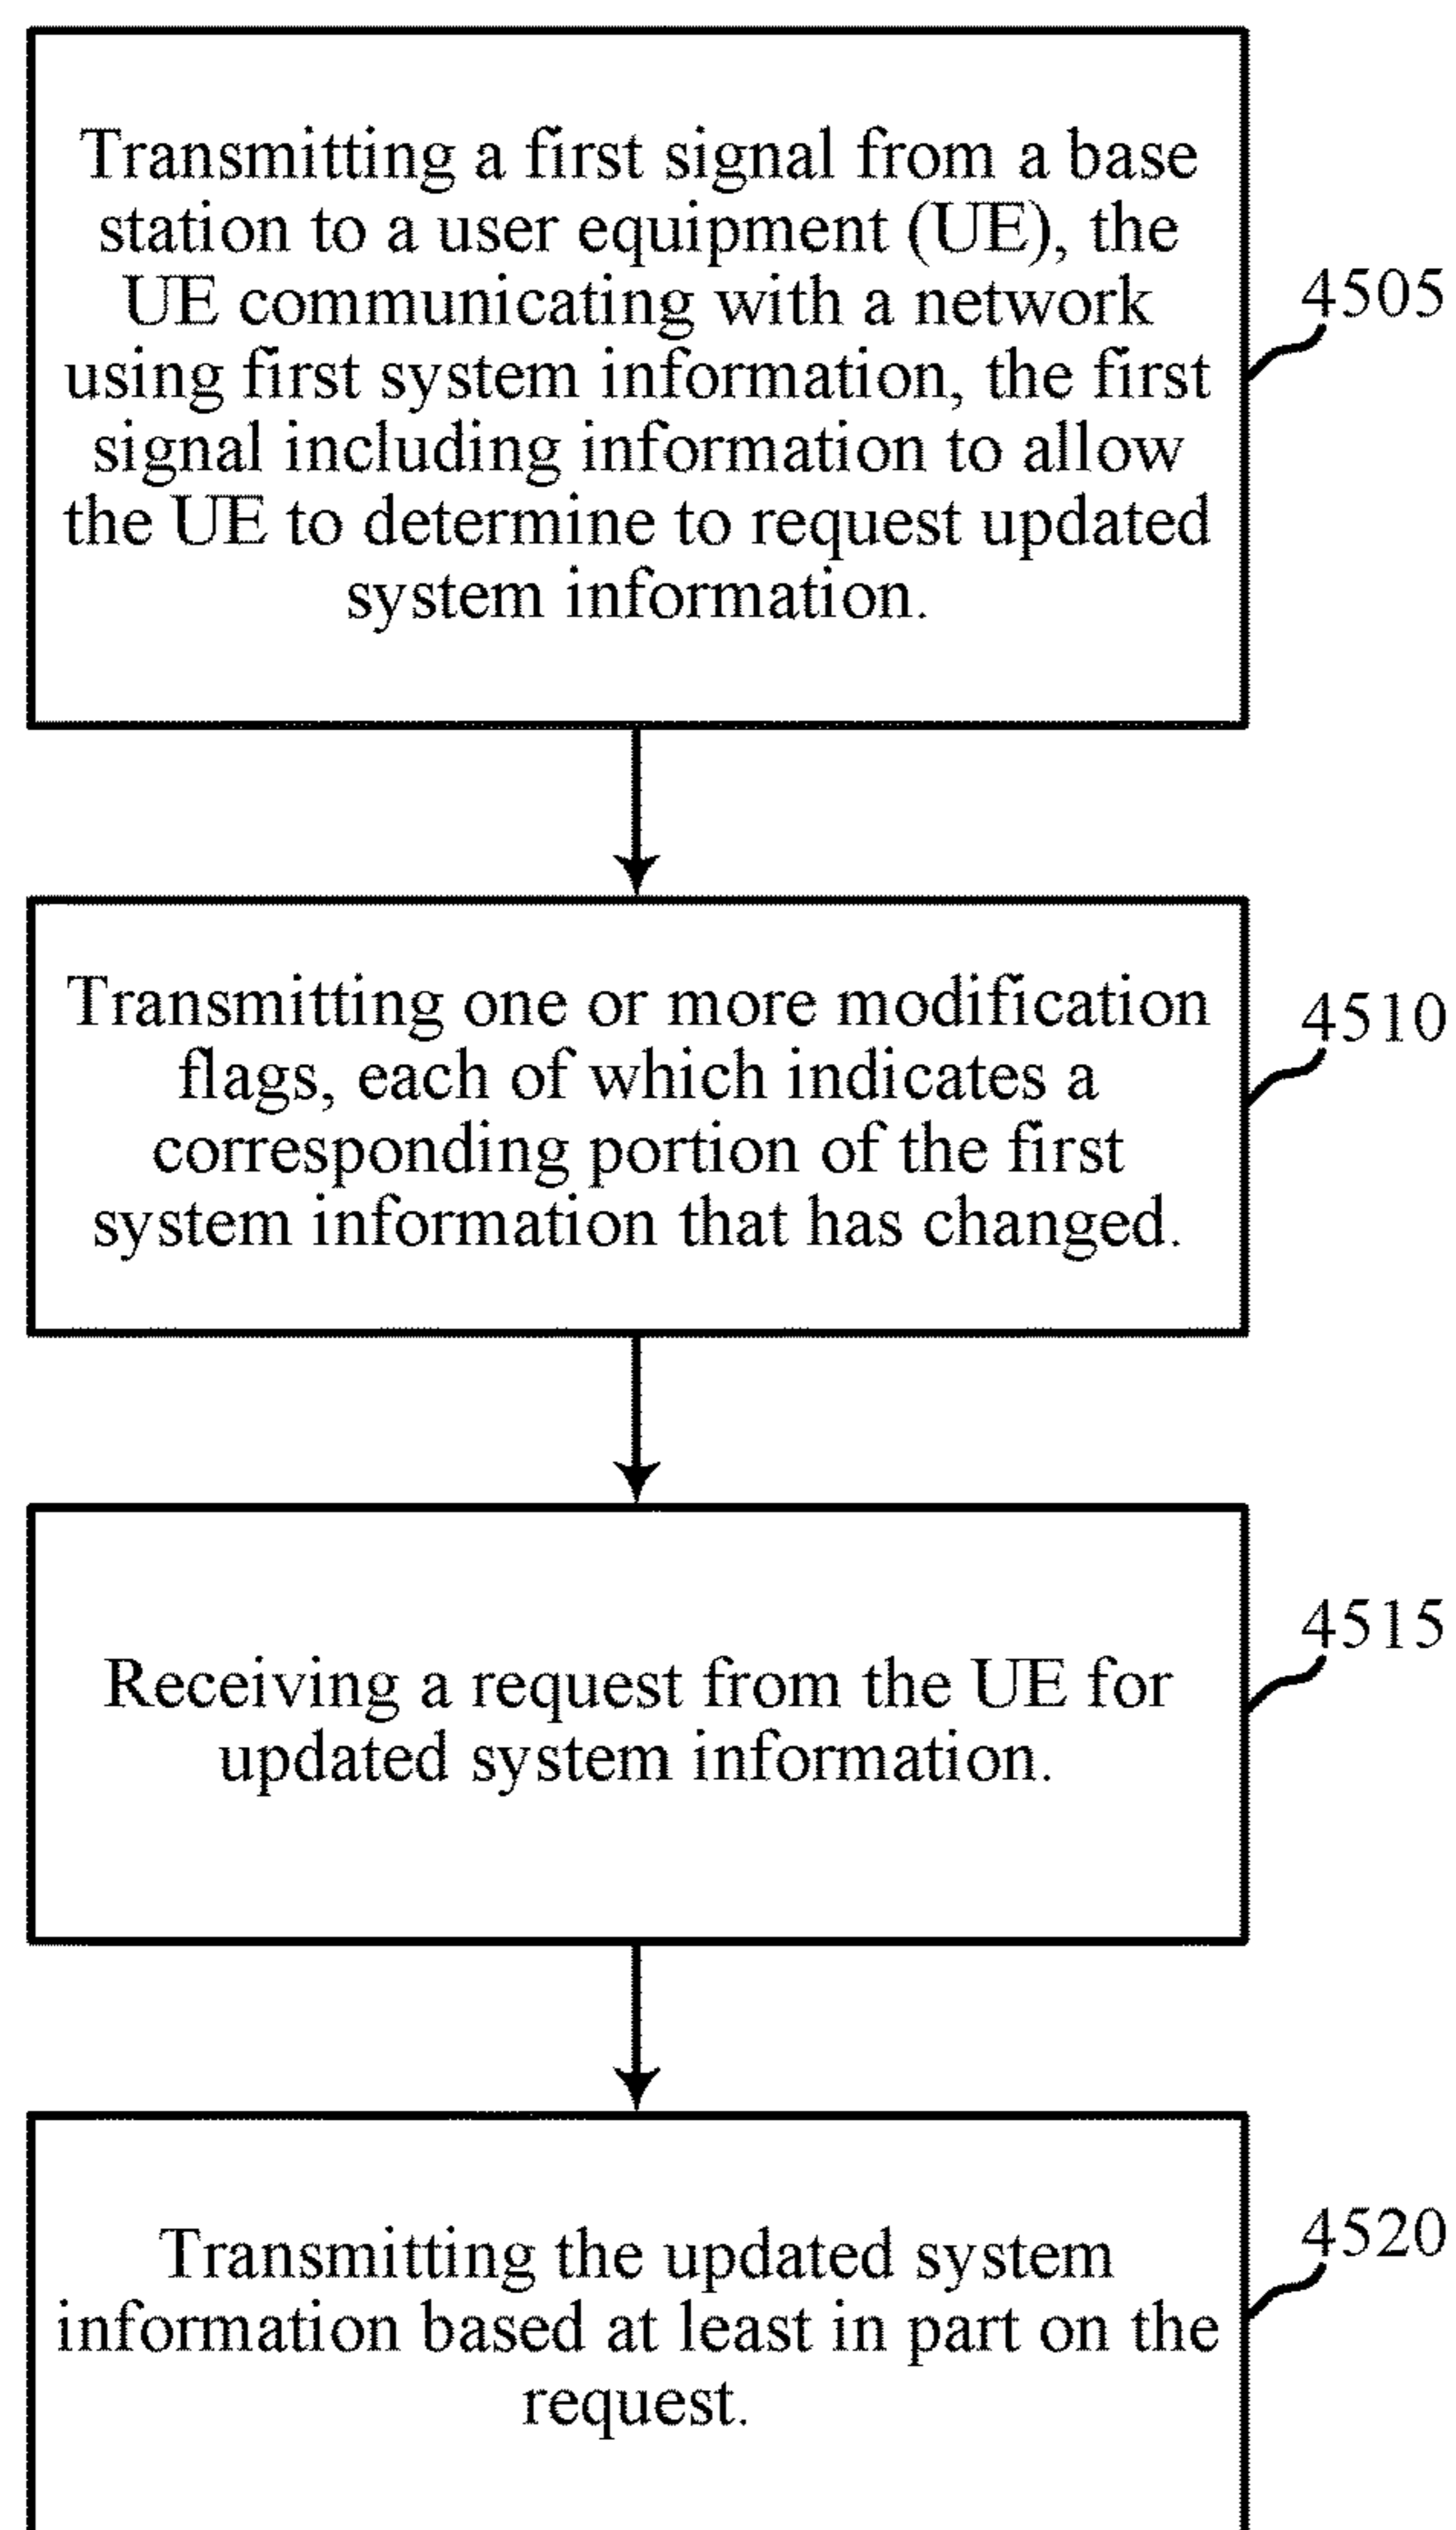 Transmitting a first signal from a base
station to a user equipment (UE), the
UE communicating with a network
using first system information, the first
signal including information to allow
the UE to determine to request updated
system information.
4505
Transmitting one or more modification
flags, each of which indicates a
corresponding portion of the first
system information that has changed.
4510
Receiving a request from the UE for
updated system information.
4515
Transmitting the updated system
information based at least in part on the
request.
4520